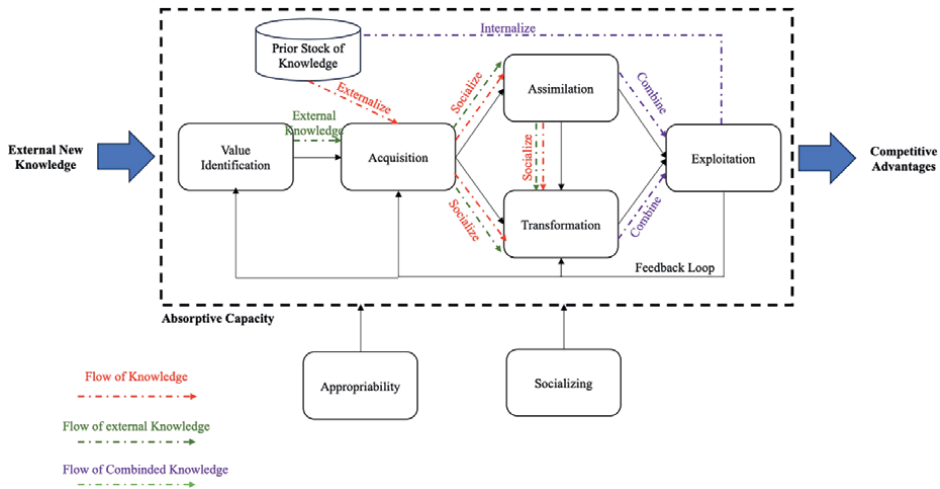 Prior Stock of
Knowledge
Internalize
Externalize
Socialize
Assimilation
Combine
External New
Knowledge
External
Knowledge
Value
Identification
Acquisition
Socialize
Exploitation
Competitive
Advantages
Socialize
Transformation
Combine
Feedback Loop
Absorptive Capacity
Appropriability
Socializing
Flow of Knowledge
Flow of external Knowledge
Flow of Combinded Knowledge